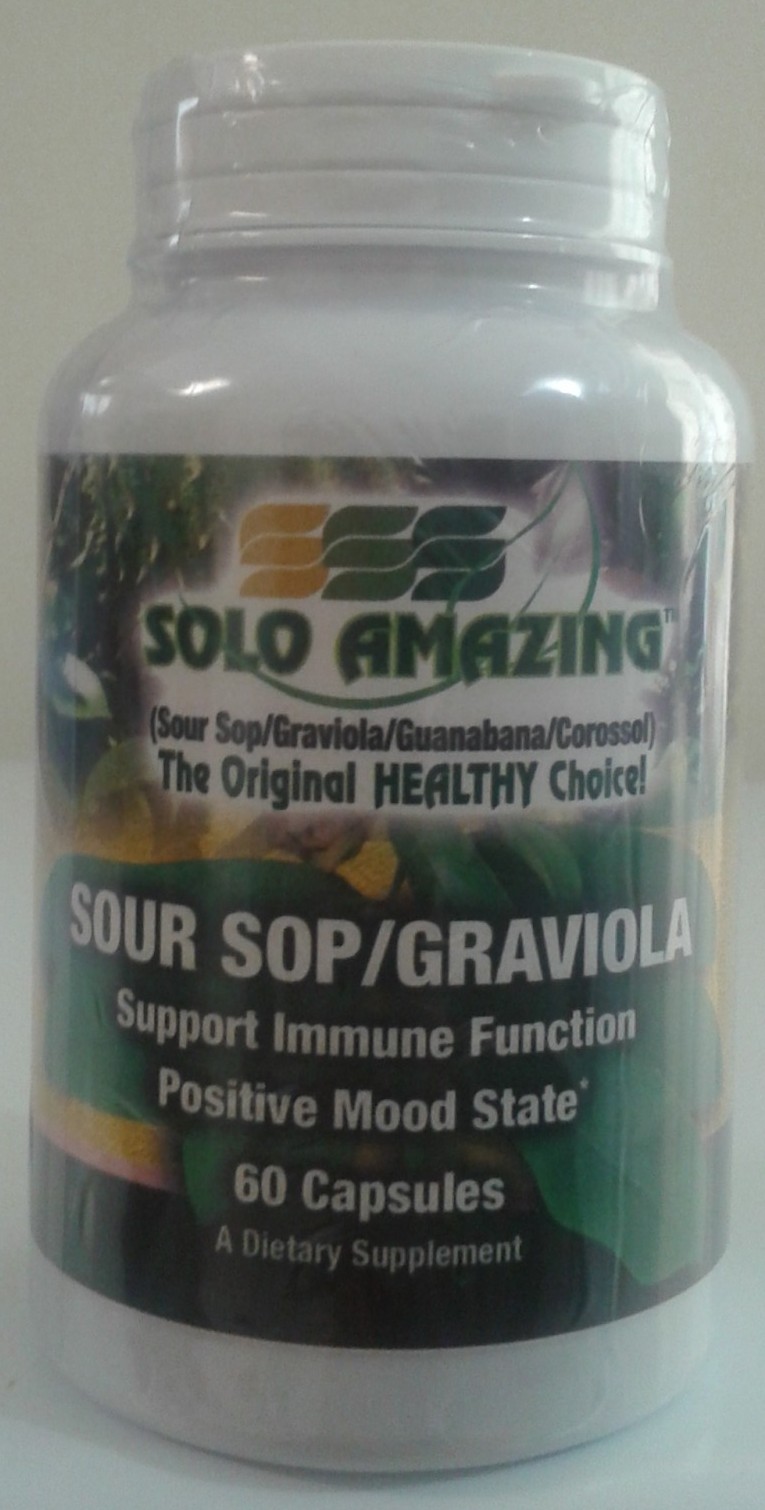 SSS
SOLO AMAZING™
(Sour Sop/Graviola/Guanabana/Corossol)
The Original HEALTHY Choice!
SOUR SOP/GRAVIOLA
Support Immune Function
Positive Mood State*
60 Capsules
A Dietary Supplement